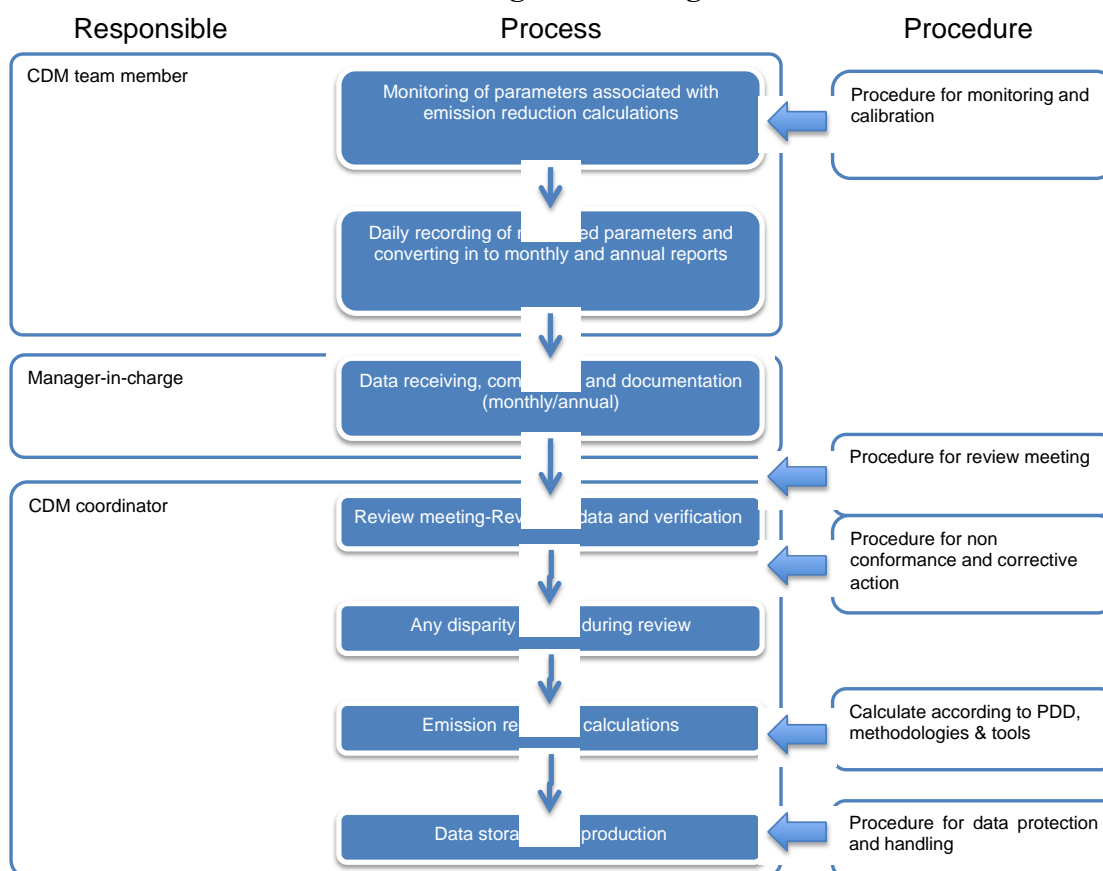 Responsible Process Procedure
CDM team member
Monitoring of parameters associated with
emission reduction calculations
Procedure for monitoring and
calibration
Daily recording of ed parameters and
converting in to monthly and annual reports
Manager-in-charge
Data receiving, com and documentation
(monthly/annual)
Procedure for review meeting
CDM coordinator
Review meeting-Rev data and verification
Procedure for non
conformance and corrective
action
Any disparity during review
Emission re calculations
Calculate according to PDD,
methodologies & tools
Data stora production
Procedure for data protection
and handling